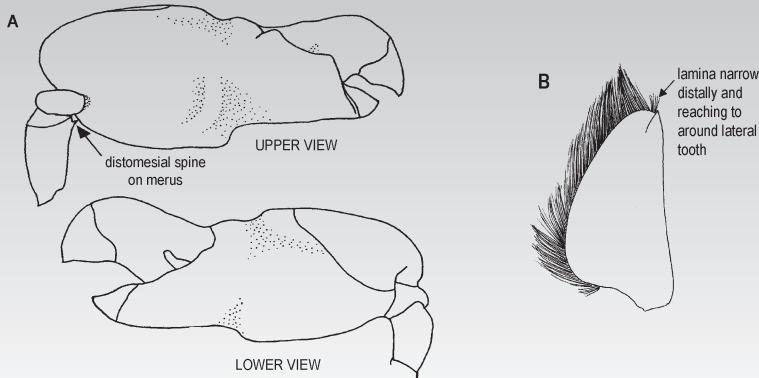 A
UPPER VIEW
distomesial spine
on merus
LOWER VIEW
B
lamina narrow
distally and
reaching to
around lateral
tooth